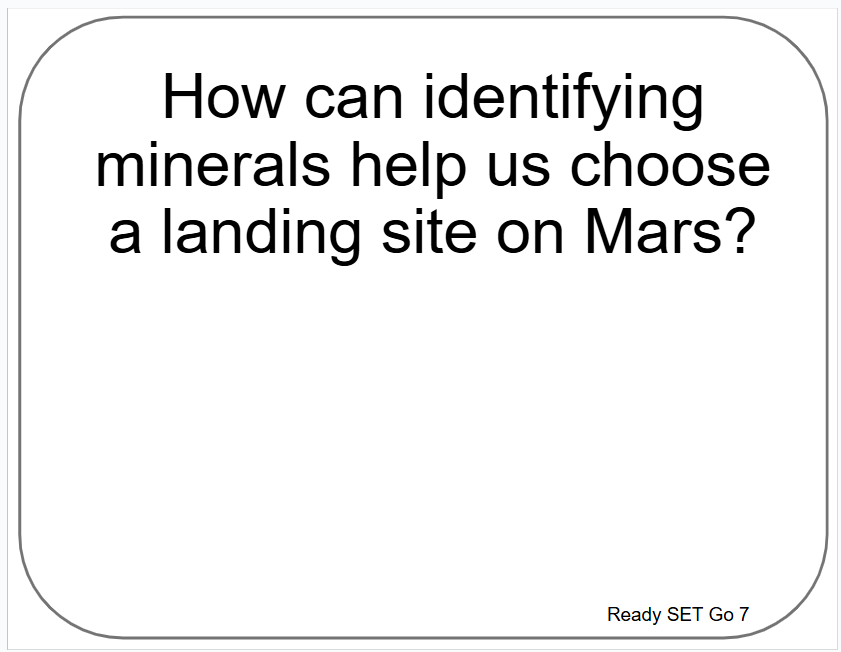 How can identifying
minerals help us choose
a landing site on Mars?
Ready SET Go 7